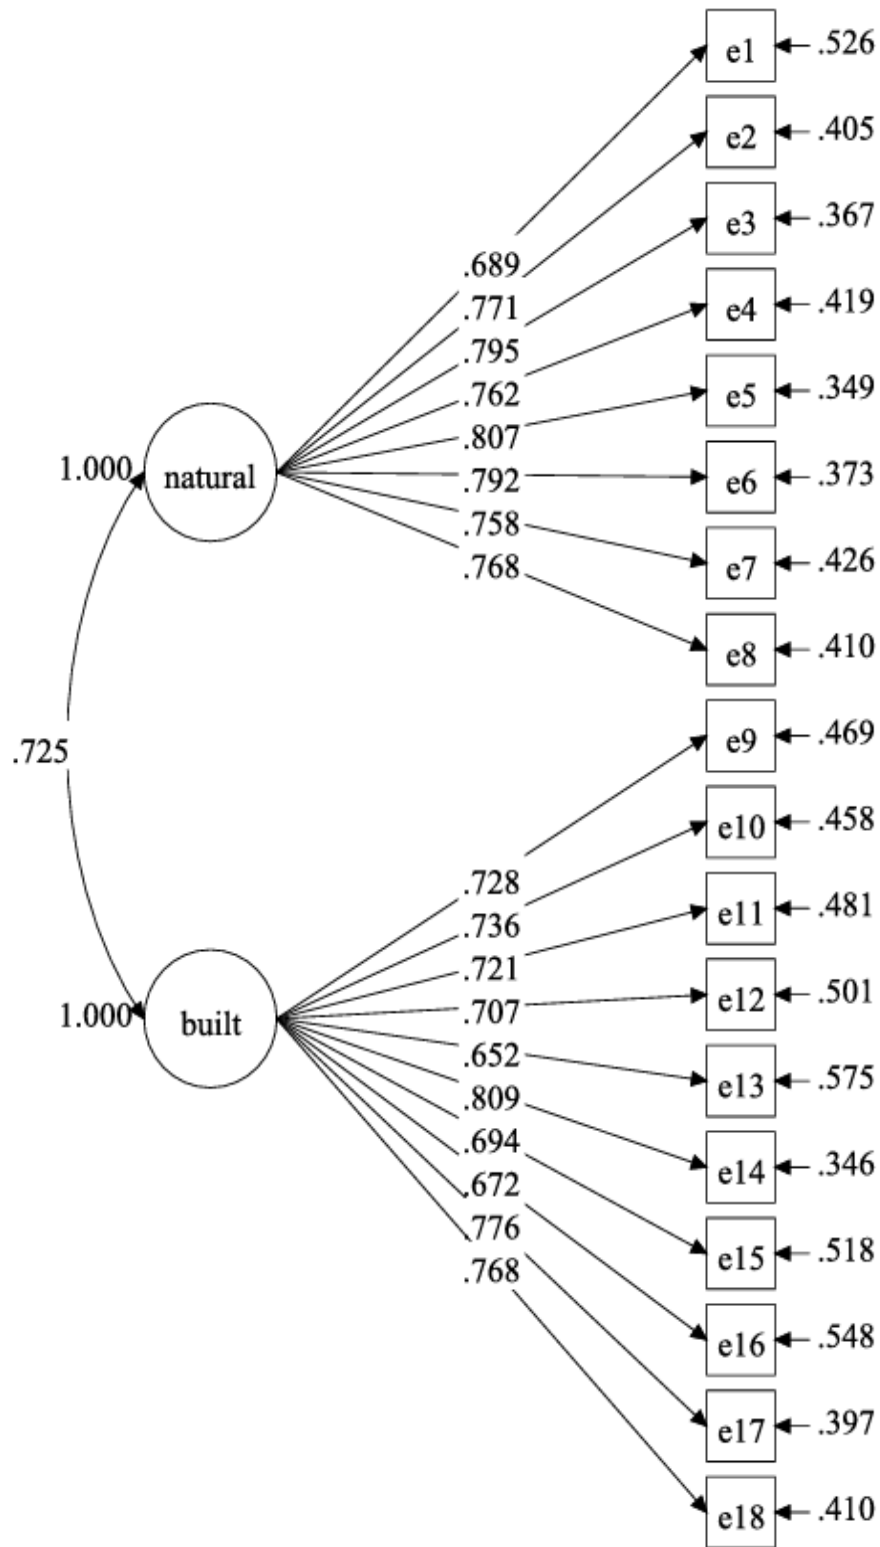 e1 .526
e2 .405
e3 .367
.689
e4 .419
.771
.795
e5 .349
.762
.807
1.000 natural .792 e6 .373
.758
e7 .426
.768
e8 .410
.725 e9 .469
e10 .458
.728
e11 .481
.736
.721
e12 .501
1.000 built .707
.652
e13 .575
.809
.694
e14 .346
.672
.776
e15 .518
.768
e16 .548
e17 .397
e18 .410